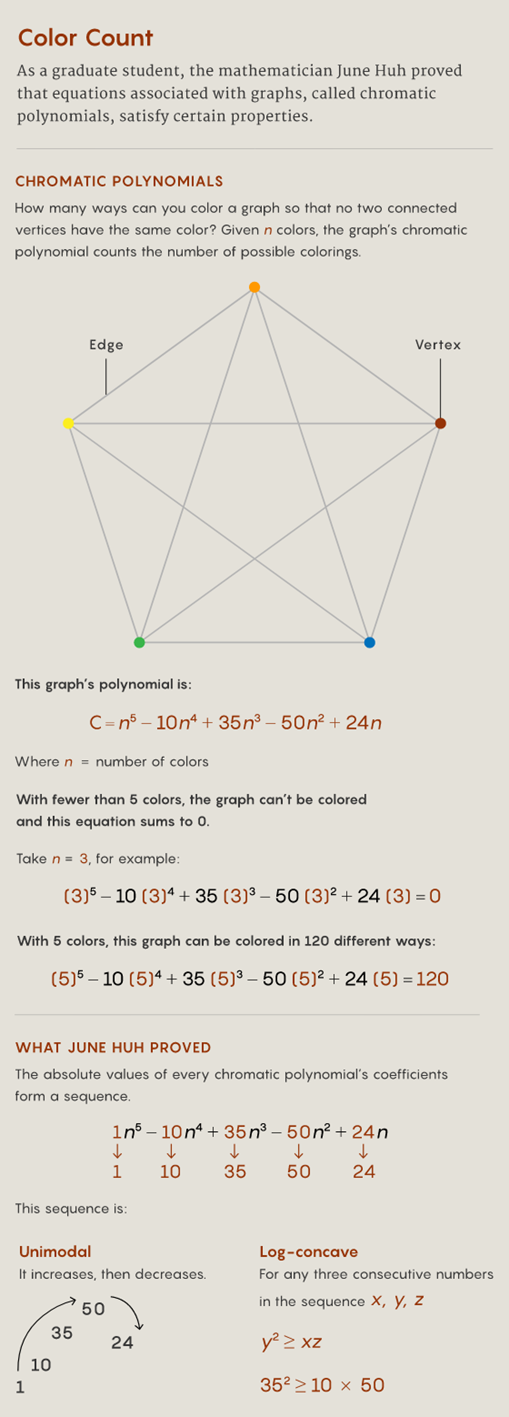 Color Count
As a graduate student, the mathematician June Huh proved
that equations associated with graphs, called chromatic
polynomials, satisfy certain properties.
CHROMATIC POLYNOMIALS
How many ways can you color a graph so that no two connected
vertices have the same color? Given n colors, the graph's chromatic
polynomial counts the number of possible colorings.
Edge
Vertex
This graph's polynomial is:
C = n⁵ – 10n⁴ + 35n³ – 50n² + 24n
Where n = number of colors
With fewer than 5 colors, the graph can't be colored
and this equation sums to 0.
Take n = 3, for example:
(3)⁵ – 10 (3)⁴ + 35 (3)³ – 50 (3)² + 24 (3) = 0
With 5 colors, this graph can be colored in 120 different ways:
(5)⁵ – 10 (5)⁴ + 35 (5)³ – 50 (5)² + 24 (5) = 120
WHAT JUNE HUH PROVED
The absolute values of every chromatic polynomial's coefficients
form a sequence.
1n⁵ – 10n⁴ + 35n³ – 50n² + 24n
↓ ↓ ↓ ↓ ↓
1 10 35 50 24
This sequence is:
Unimodal
It increases, then decreases.
50
35
24
10
1
Log-concave
For any three consecutive numbers
in the sequence x, y, z
y² ≥ xz
35² ≥ 10 × 50